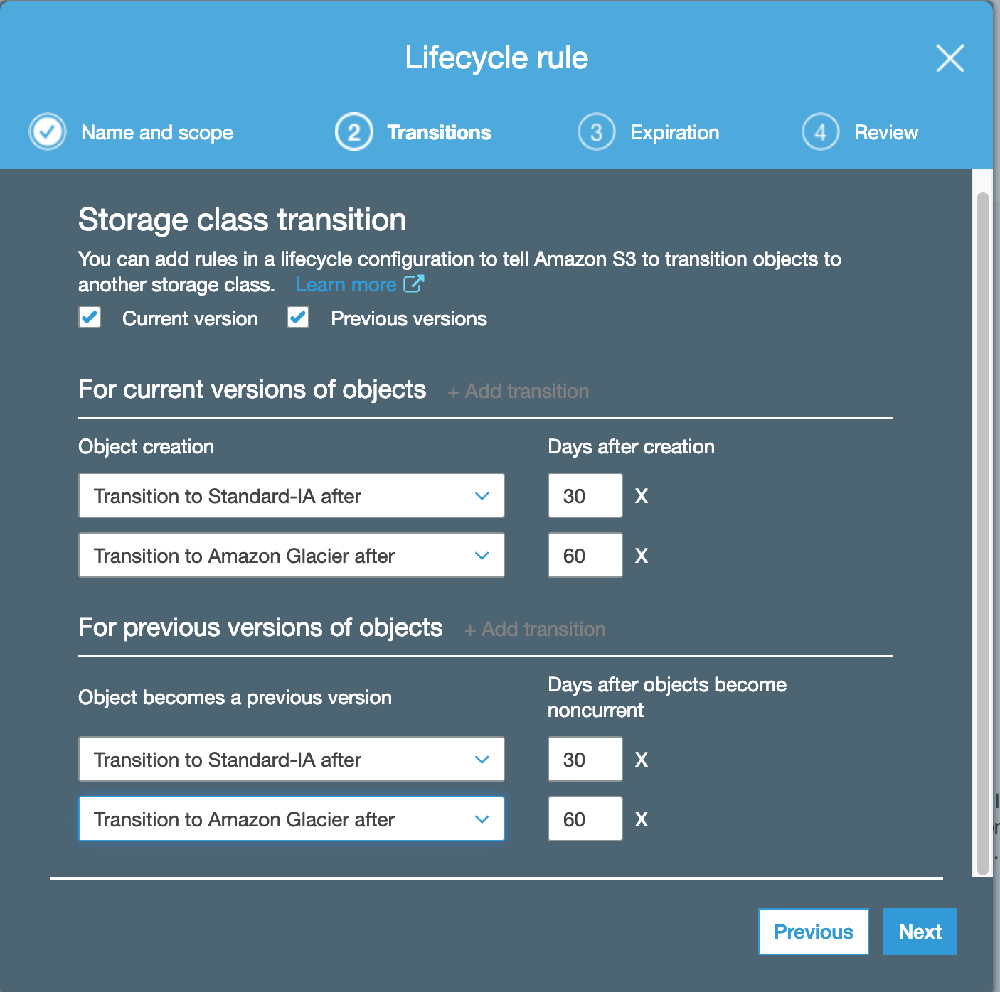 Lifecycle rule
Name and scope
2 Transitions
3 Expiration
4 Review
Storage class transition
You can add rules in a lifecycle configuration to tell Amazon S3 to transition objects to
another storage class. Learn more
Current version Previous versions
For current versions of objects + Add transition
Object creation Days after creation
Transition to Standard-IA after 30 X
Transition to Amazon Glacier after 60 X
For previous versions of objects + Add transition
Object becomes a previous version
Days after objects become
noncurrent
Transition to Standard-IA after 30 X
Transition to Amazon Glacier after 60 X
Previous Next